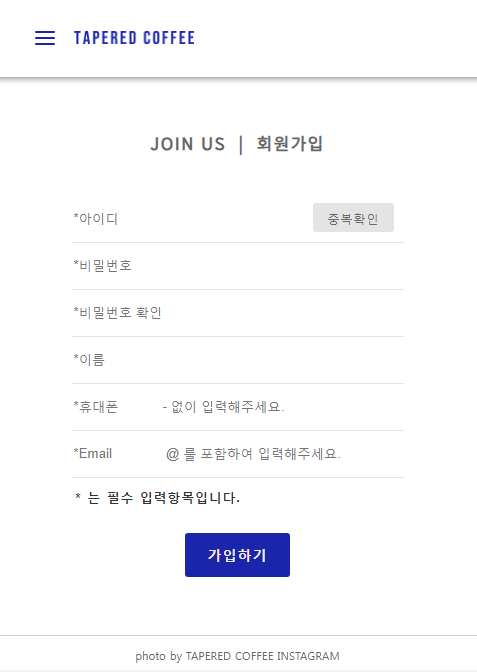 TAPERED COFFEE
JOIN US | 회원가입
*아이디 중복확인
*비밀번호
*비밀번호 확인
*이름
*휴대폰 - 없이 입력해주세요.
*Email @ 를 포함하여 입력해주세요.
* 는 필수 입력항목입니다.
가입하기
photo by TAPERED COFFEE INSTAGRAM